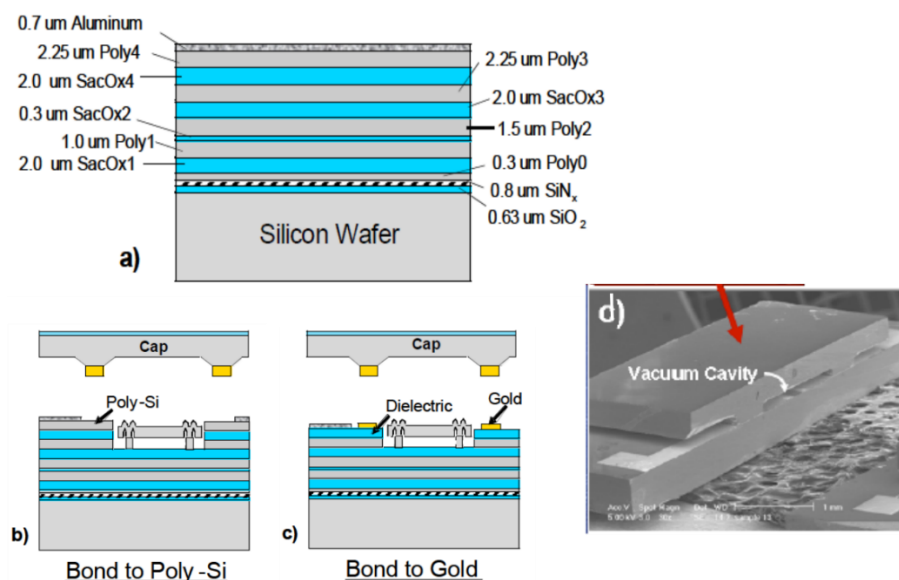 0.7 um Aluminum
2.25 um Poly4
2.0 um SacOx4
0.3 um SacOx2
1.0 um Poly1
2.0 um SacOx1
2.25 um Poly3
2.0 um SacOx3
1.5 um Poly2
0.3 um Poly0
0.8 um SiNx
0.63 um SiO2
Silicon Wafer
a)
Cap
Poly-Si
b)
Bond to Poly-Si
Cap
Dielectric
Gold
c)
Bond to Gold
d)
Vacuum Cavity
1 mm